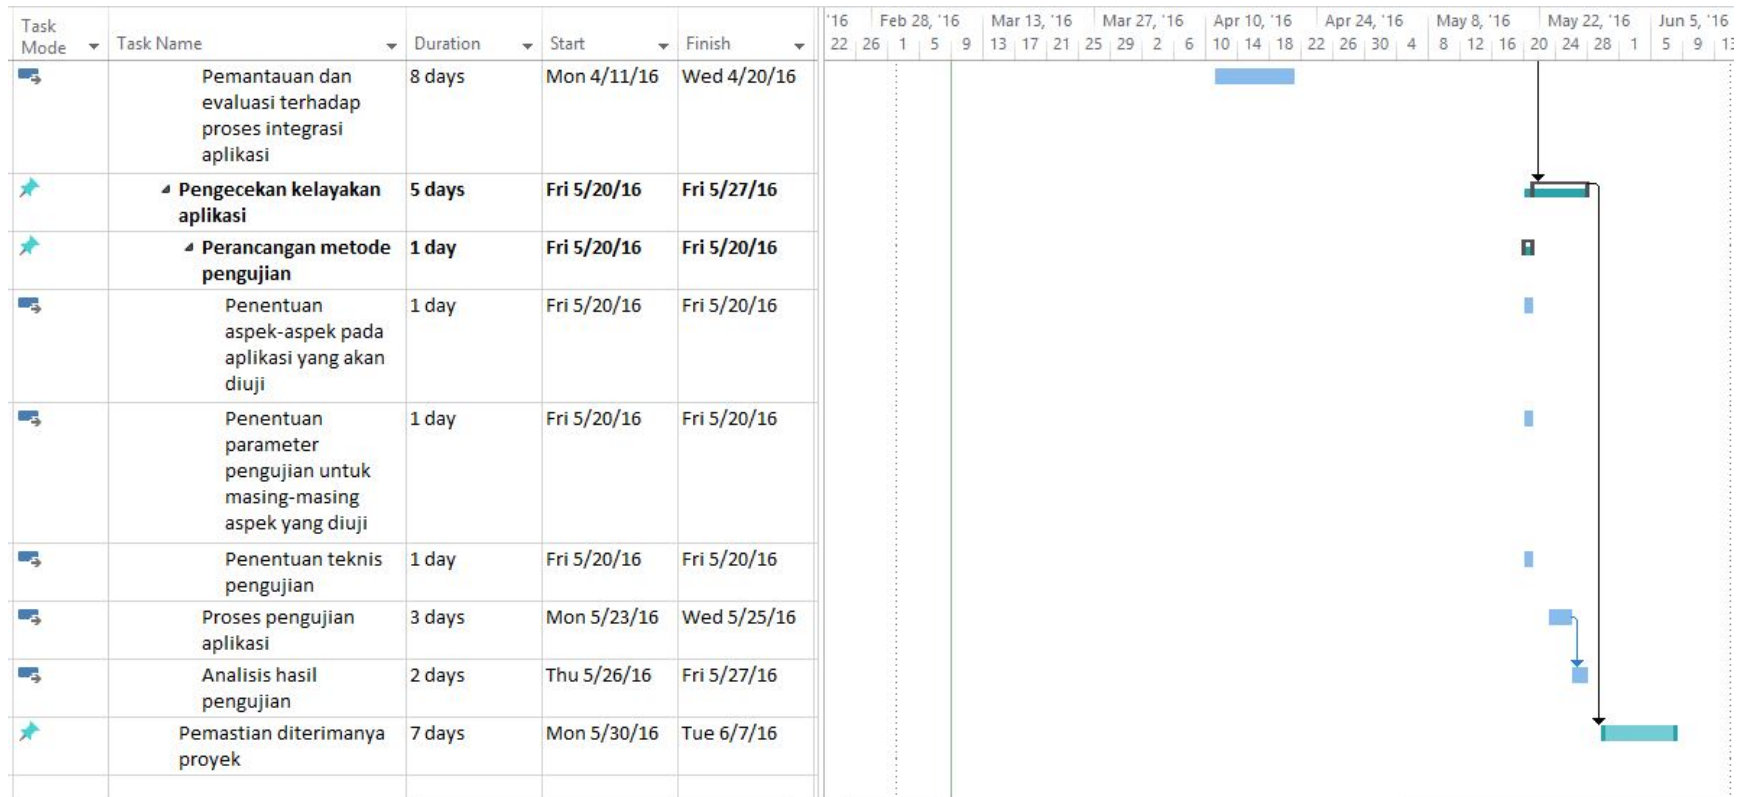 Task
Mode
Task Name
Duration
Start
Finish
'16
Feb 28, '16
Mar 13, '16
Mar 27, '16
Apr 10, '16
Apr 24, '16
May 8, '16
May 22, '16
Jun 5, '16
22 26 1 5 9 13 17 21 25 29 2 6 10 14 18 22 26 30 4 8 12 16 20 24 28 1 5 9 13
Pemantauan dan
evaluasi terhadap
proses integrasi
aplikasi
8 days
Mon 4/11/16
Wed 4/20/16
Pengecekan kelayakan
aplikasi
5 days
Fri 5/20/16
Fri 5/27/16
Perancangan metode
pengujian
1 day
Fri 5/20/16
Fri 5/20/16
Penentuan
aspek-aspek pada
aplikasi yang akan
diuji
1 day
Fri 5/20/16
Fri 5/20/16
Penentuan
parameter
pengujian untuk
masing-masing
aspek yang diuji
1 day
Fri 5/20/16
Fri 5/20/16
Penentuan teknis
pengujian
1 day
Fri 5/20/16
Fri 5/20/16
Proses pengujian
aplikasi
3 days
Mon 5/23/16
Wed 5/25/16
Analisis hasil
pengujian
2 days
Thu 5/26/16
Fri 5/27/16
Pemastian diterimanya
proyek
7 days
Mon 5/30/16
Tue 6/7/16